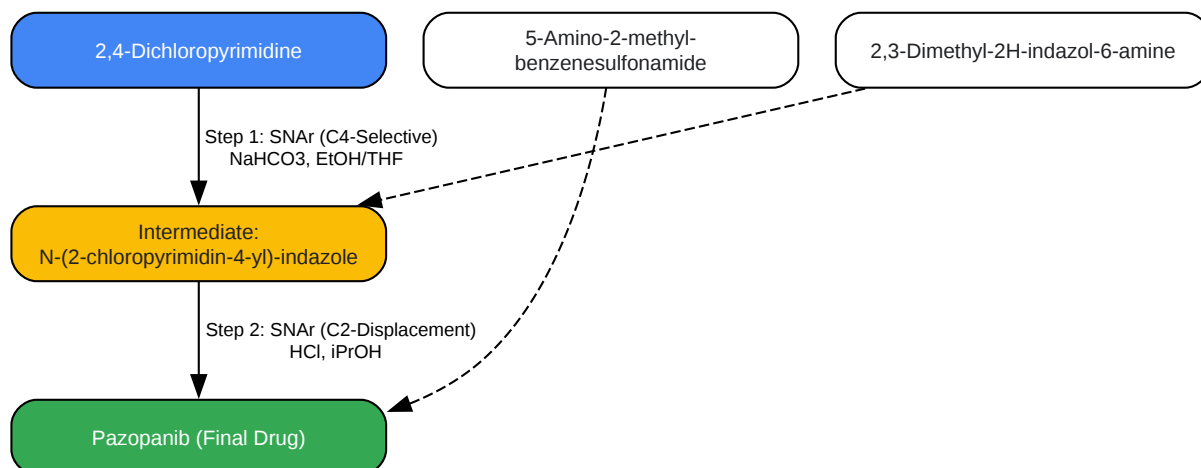 2,4-Dichloropyrimidine
5-Amino-2-methyl-
benzenesulfonamide
2,3-Dimethyl-2H-indazol-6-amine
Step 1: SNAr (C4-Selective)
NaHCO3, EtOH/THF
Intermediate:
N-(2-chloropyrimidin-4-yl)-indazole
Step 2: SNAr (C2-Displacement)
HCl, iPrOH
Pazopanib (Final Drug)